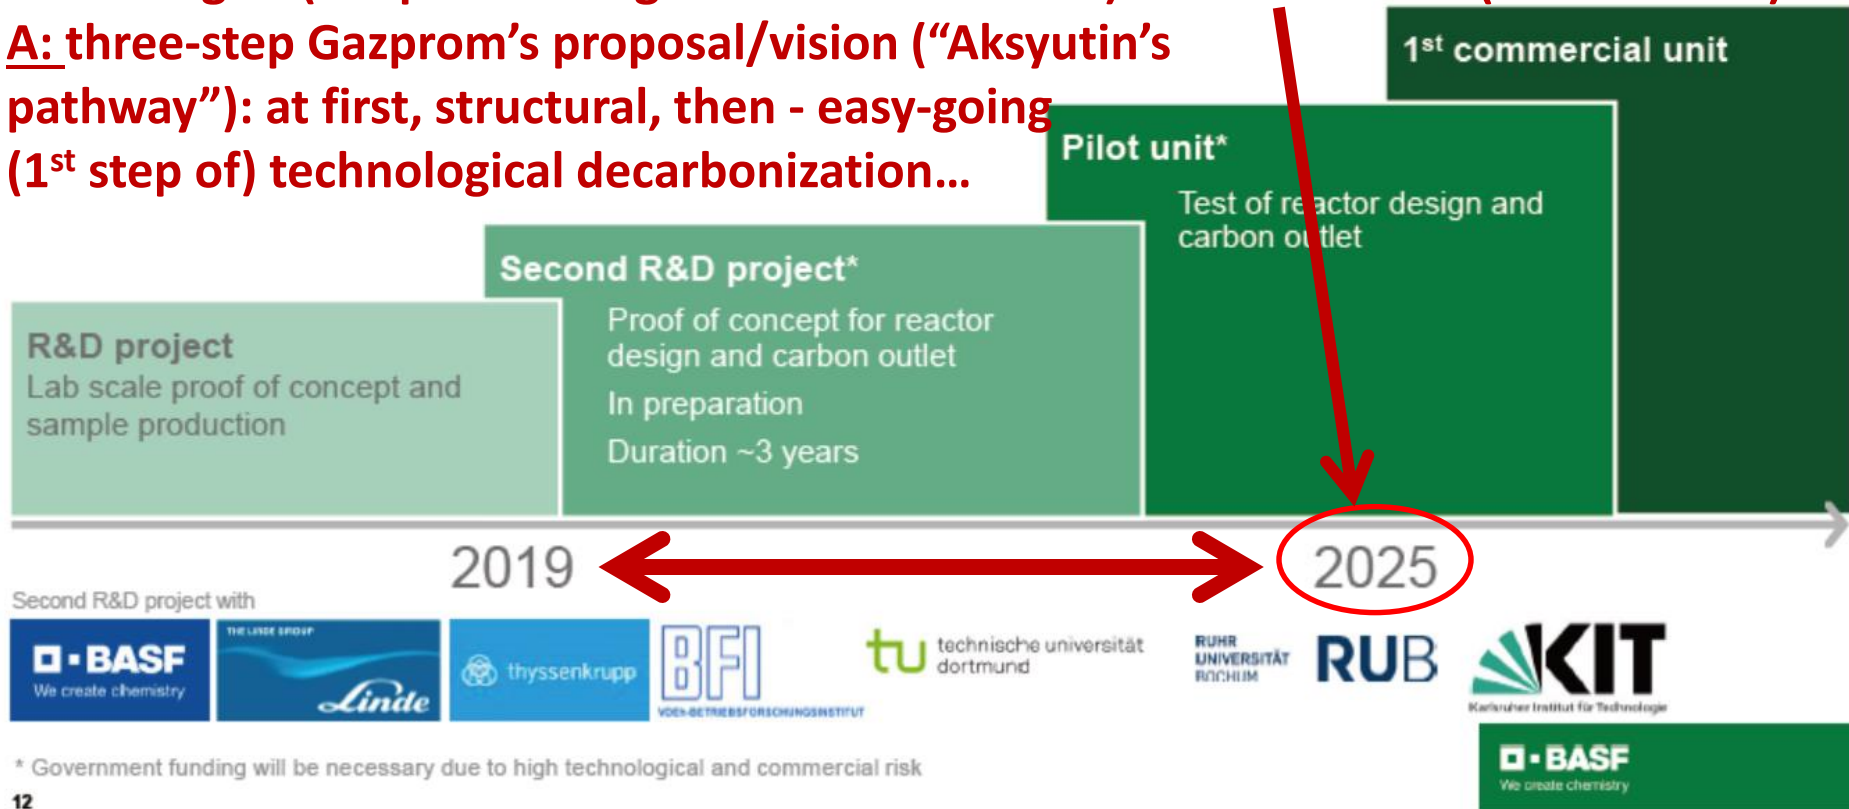 A: three-step Gazprom’s proposal/vision (“Aksyutin’s
pathway”): at first, structural, then - easy-going
(1st step of) technological decarbonization…
1st commercial unit
Pilot unit*
Test of reactor design and
carbon outlet
Second R&D project*
Proof of concept for reactor
design and carbon outlet
In preparation
Duration ~3 years
R&D project
Lab scale proof of concept and
sample production
2019
2025
Second R&D project with
BASF
We create chemistry
THE LINDE GROUP
Linde
thyssenkrupp
BFI
VDEh-BETRIEBSFORSCHUNGSINSTITUT
tu technische universität
dortmund
RUHR
UNIVERSITÄT
BOCHUM
RUB
KIT
Karlsruher Institut für Technologie
BASF
We create chemistry
* Government funding will be necessary due to high technological and commercial risk
12